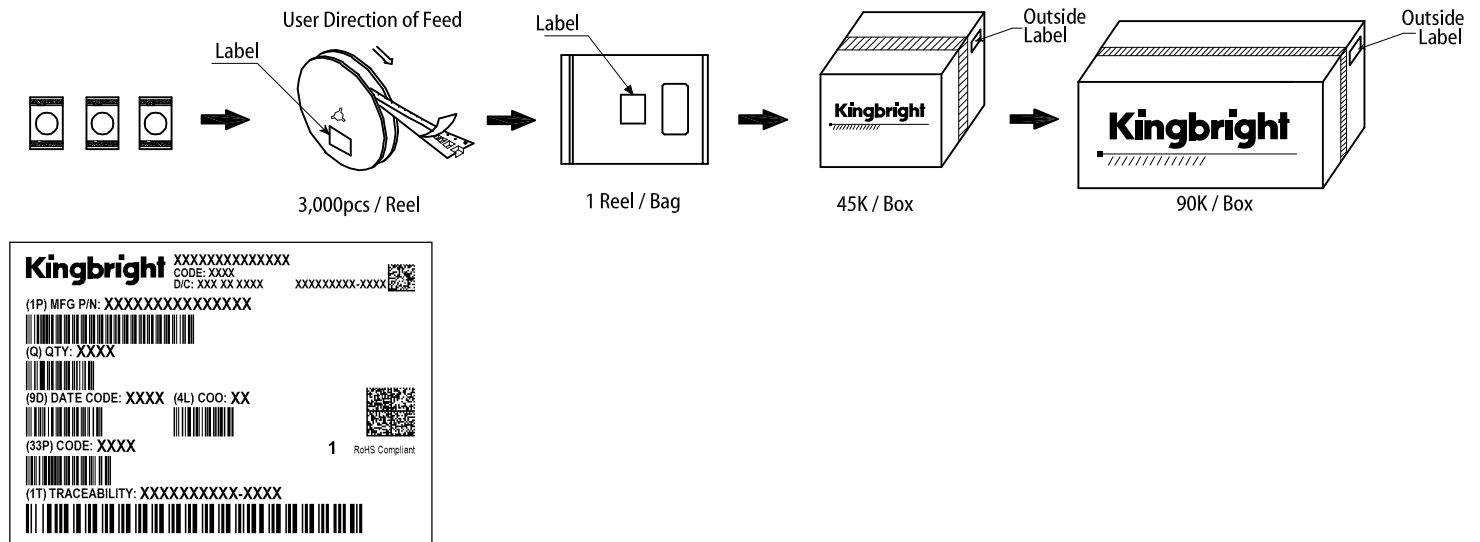 User Direction of Feed
Label
Label
Outside
Label
Outside
Label
Kingbright
Kingbright
3,000pcs / Reel
1 Reel / Bag
45K / Box
90K / Box
Kingbright
XXXXXXXXXXXXXX
CODE: XXXX
D/C: XXX XX XXXX
XXXXXXXXX-XXXX
(1P) MFG P/N: XXXXXXXXXXXXXXX
(Q) QTY: XXXX
(9D) DATE CODE: XXXX (4L) COO: XX
(33P) CODE: XXXX
1 RoHS Compliant
(1T) TRACEABILITY: XXXXXXXXXX-XXXX